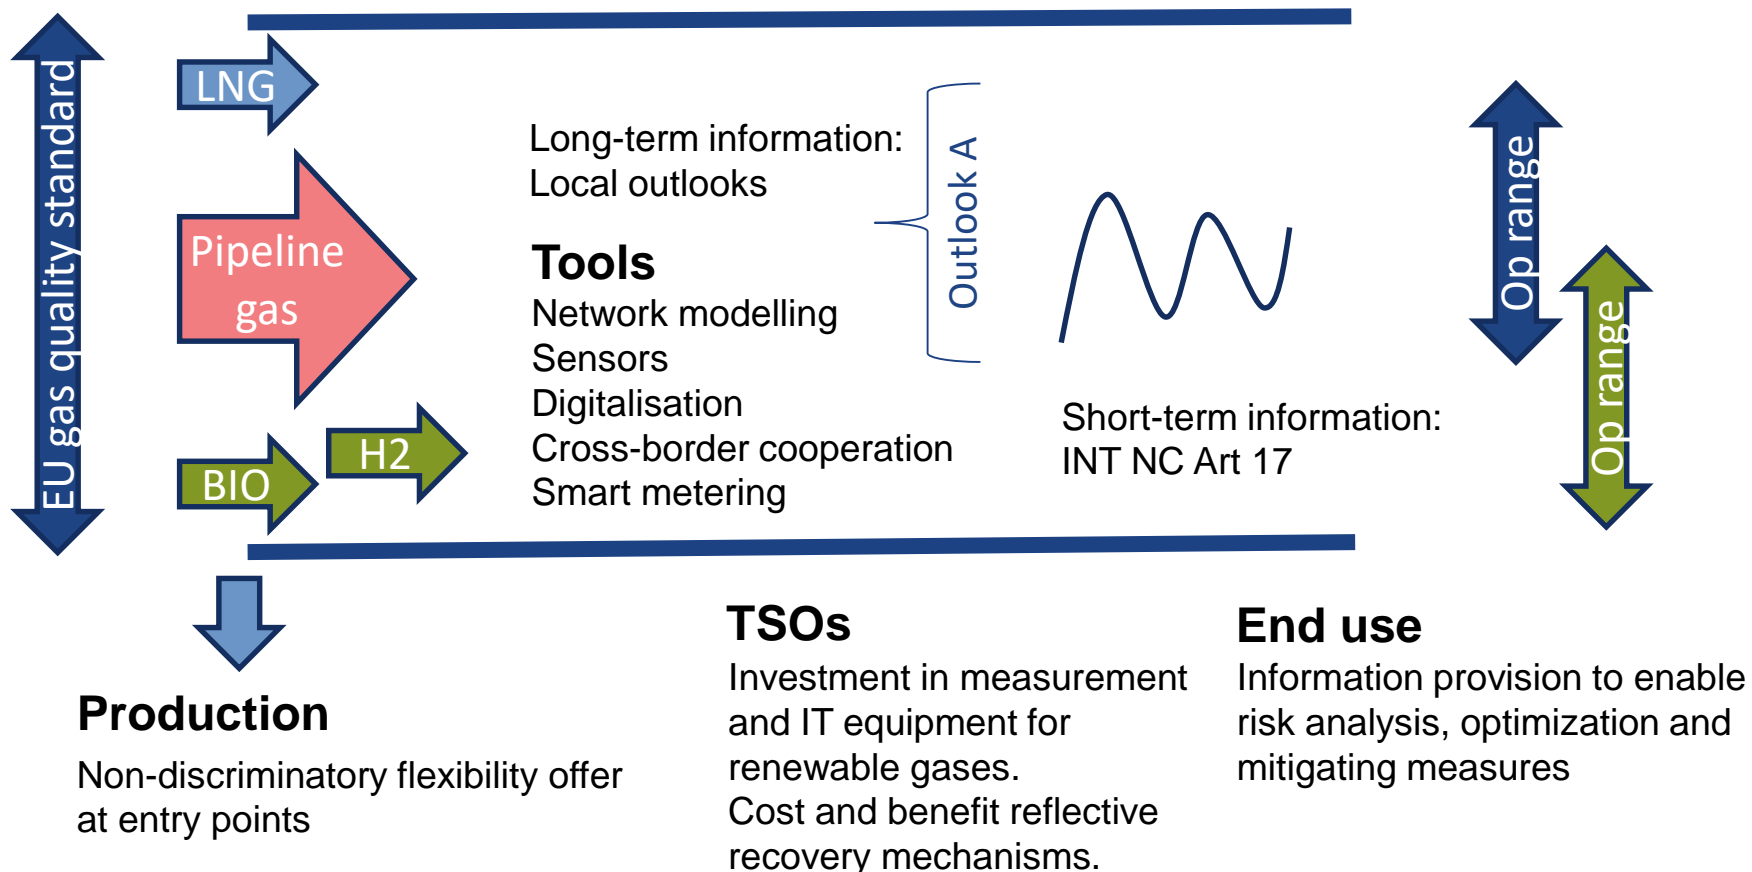 EU gas quality standard
LNG
Pipeline
gas
BIO
H2
Long-term information:
Local outlooks
Tools
Network modelling
Sensors
Digitalisation
Cross-border cooperation
Smart metering
Outlook A
Short-term information:
INT NC Art 17
Op range
Op range
Production
Non-discriminatory flexibility offer
at entry points
TSOs
Investment in measurement
and IT equipment for
renewable gases.
Cost and benefit reflective
recovery mechanisms.
End use
Information provision to enable
risk analysis, optimization and
mitigating measures